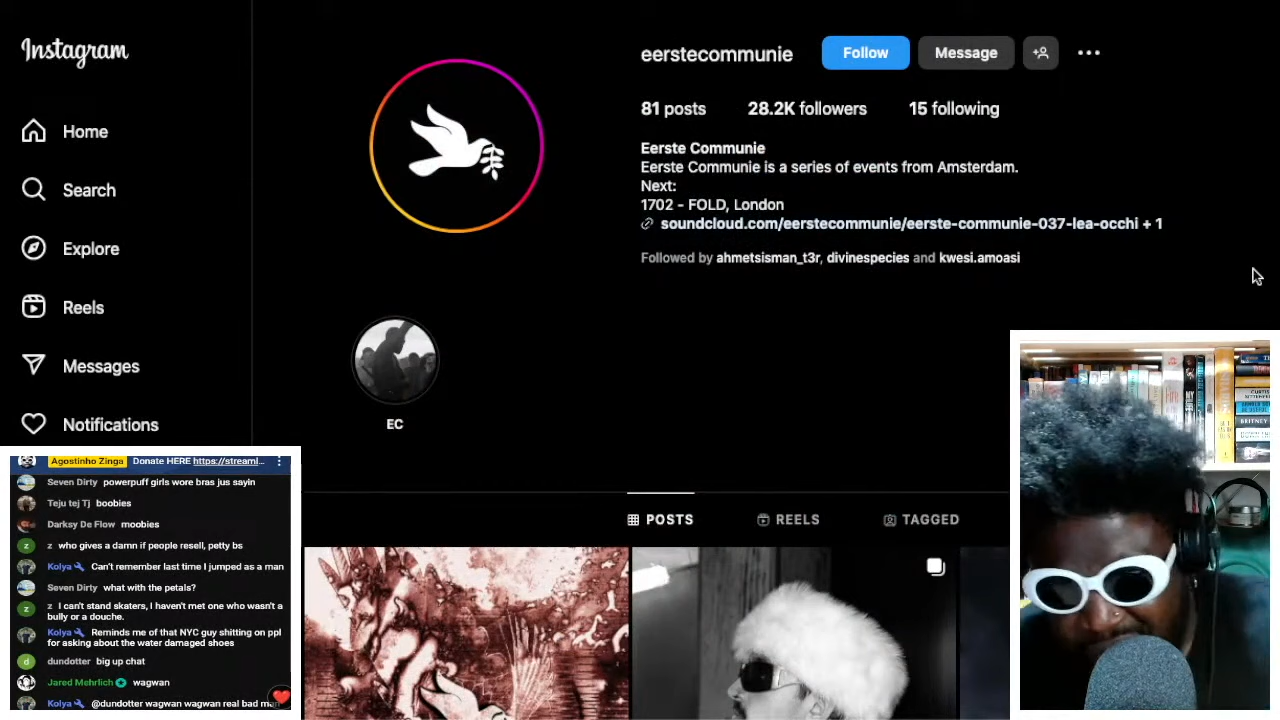 Instagram
Home
Search
Explore
Reels
Messages
Notifications
eerstecommunie
Follow
Message
81 posts
28.2K followers
15 following
Eerste Communie
Eerste Communie is a series of events from Amsterdam.
Next:
1702 - FOLD, London
soundcloud.com/eerstecommunie/eerste-communie-037-lea-occhi + 1
Followed by ahmetsisman_t3r, divinespecies and kwesi.amoasi
EC
POSTS
REELS
TAGGED
Agostinho Zinga Donate HERE https://streaml...
Seven Dirty powerpuff girls wore bras jus sayin
Teju tej Tj boobies
Darksy De Flow moobies
z z who gives a damn if people resell, petty bs
Kolya Can't remember last time I jumped as a man
Seven Dirty what with the petals?
z z I can't stand skaters, I haven't met one who wasn't a
bully or a douche.
Kolya Reminds me of that NYC guy shitting on ppl
for asking about the water damaged shoes
d dundotter big up chat
Jared Mehrlich wagwan
Kolya @dundotter wagwan wagwan real bad man
CURTIS
BRITNEY